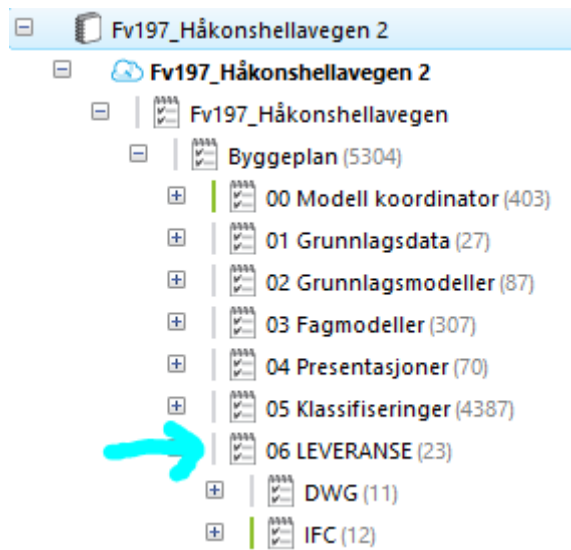 Fv197_Håkonshellavegen 2
Fv197_Håkonshellavegen 2
Fv197_Håkonshellavegen
Byggeplan (5304)
00 Modell koordinator (403)
01 Grunnlagsdata (27)
02 Grunnlagsmodeller (87)
03 Fagmodeller (307)
04 Presentasjoner (70)
05 Klassifiseringer (4387)
06 LEVERANSE (23)
DWG (11)
IFC (12)